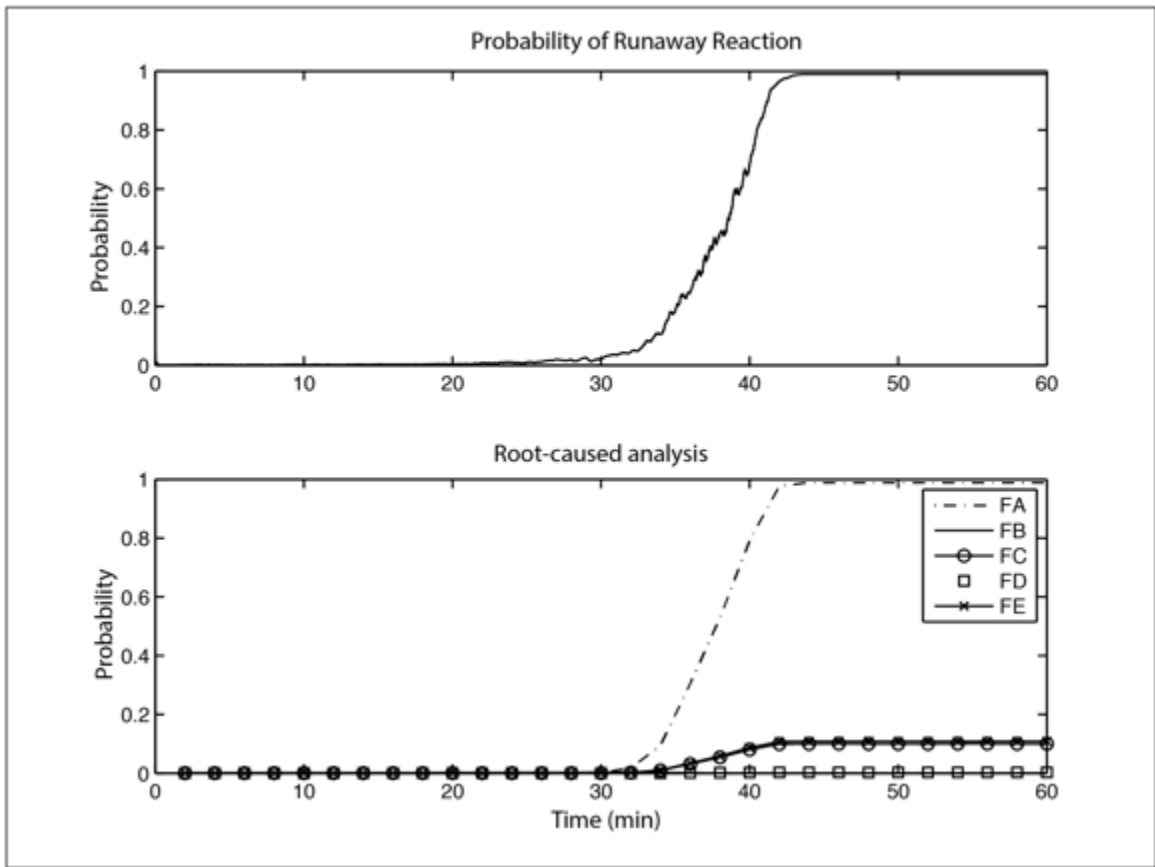 Probability of Runaway Reaction
Probability
1
0.8
0.6
0.4
0.2
0
0 10 20 30 40 50 60
Root-caused analysis
Probability
1
0.8
0.6
0.4
0.2
0
FA
FB
FC
FD
FE
0 10 20 30 40 50 60
Time (min)